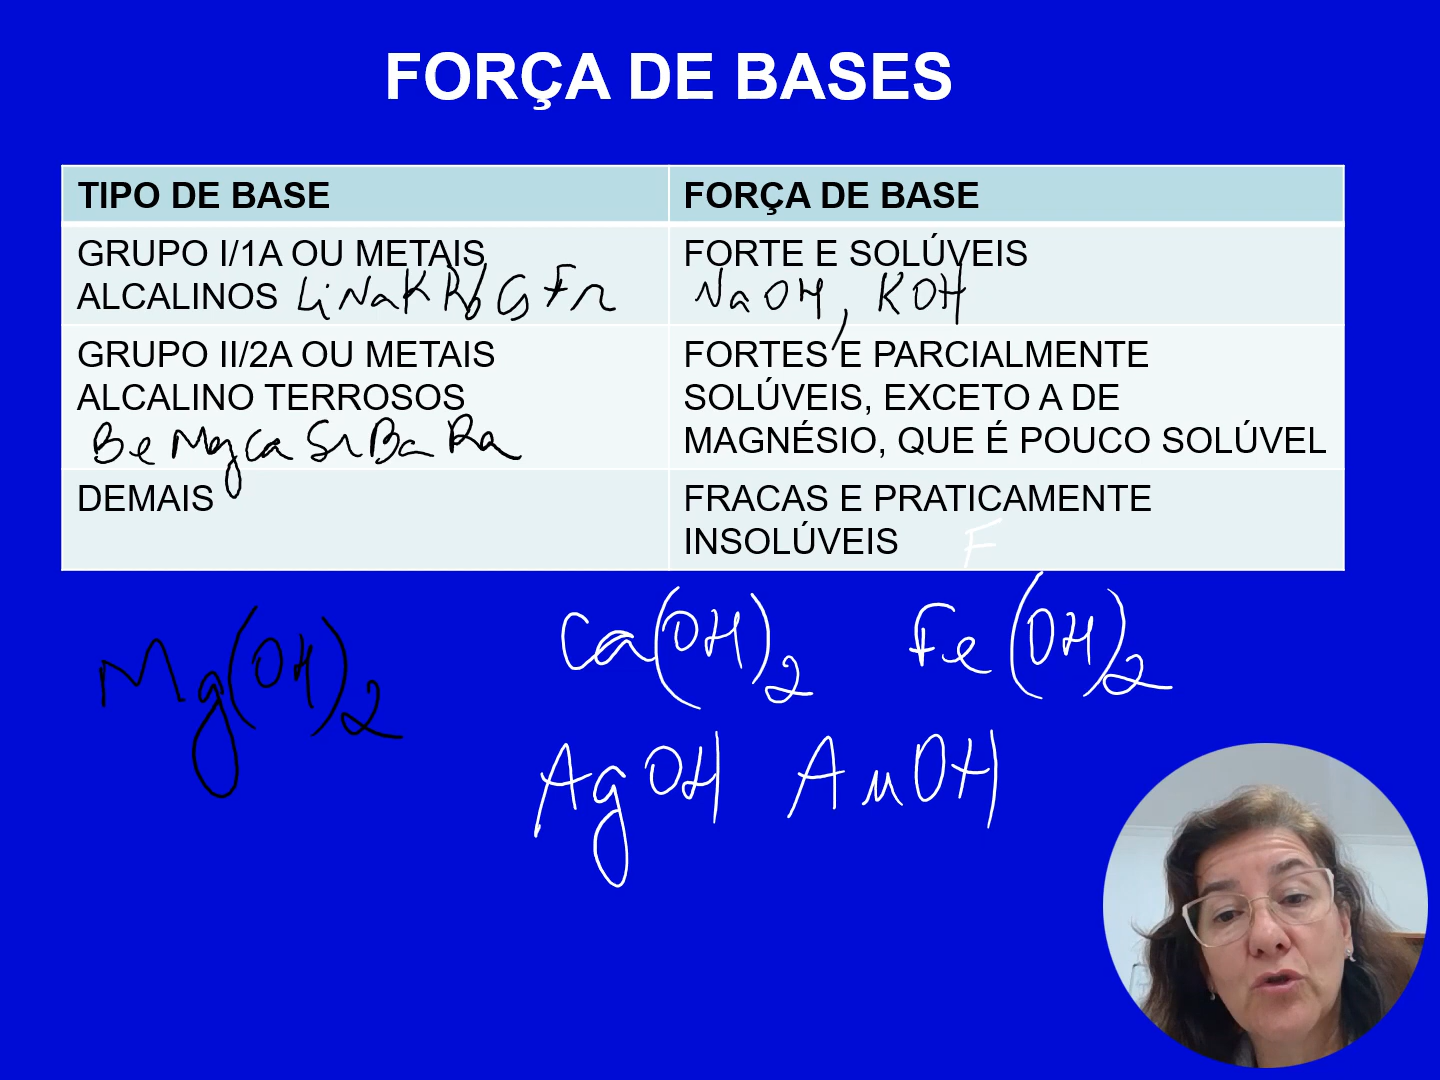 FORÇA DE BASES
TIPO DE BASE
FORÇA DE BASE
GRUPO I/1A OU METAIS
ALCALINOS Li Na K Rb Cs Fr
FORTE E SOLÚVEIS
NaOH, KOH
GRUPO II/2A OU METAIS
ALCALINO TERROSOS
Be Mg Ca Sr Ba Ra
FORTES E PARCIALMENTE
SOLÚVEIS, EXCETO A DE
MAGNÉSIO, QUE É POUCO SOLÚVEL
DEMAIS
FRACAS E PRATICAMENTE
INSOLÚVEIS F
Mg(OH)2 Ca(OH)2 Fe(OH)2
AgOH AuOH